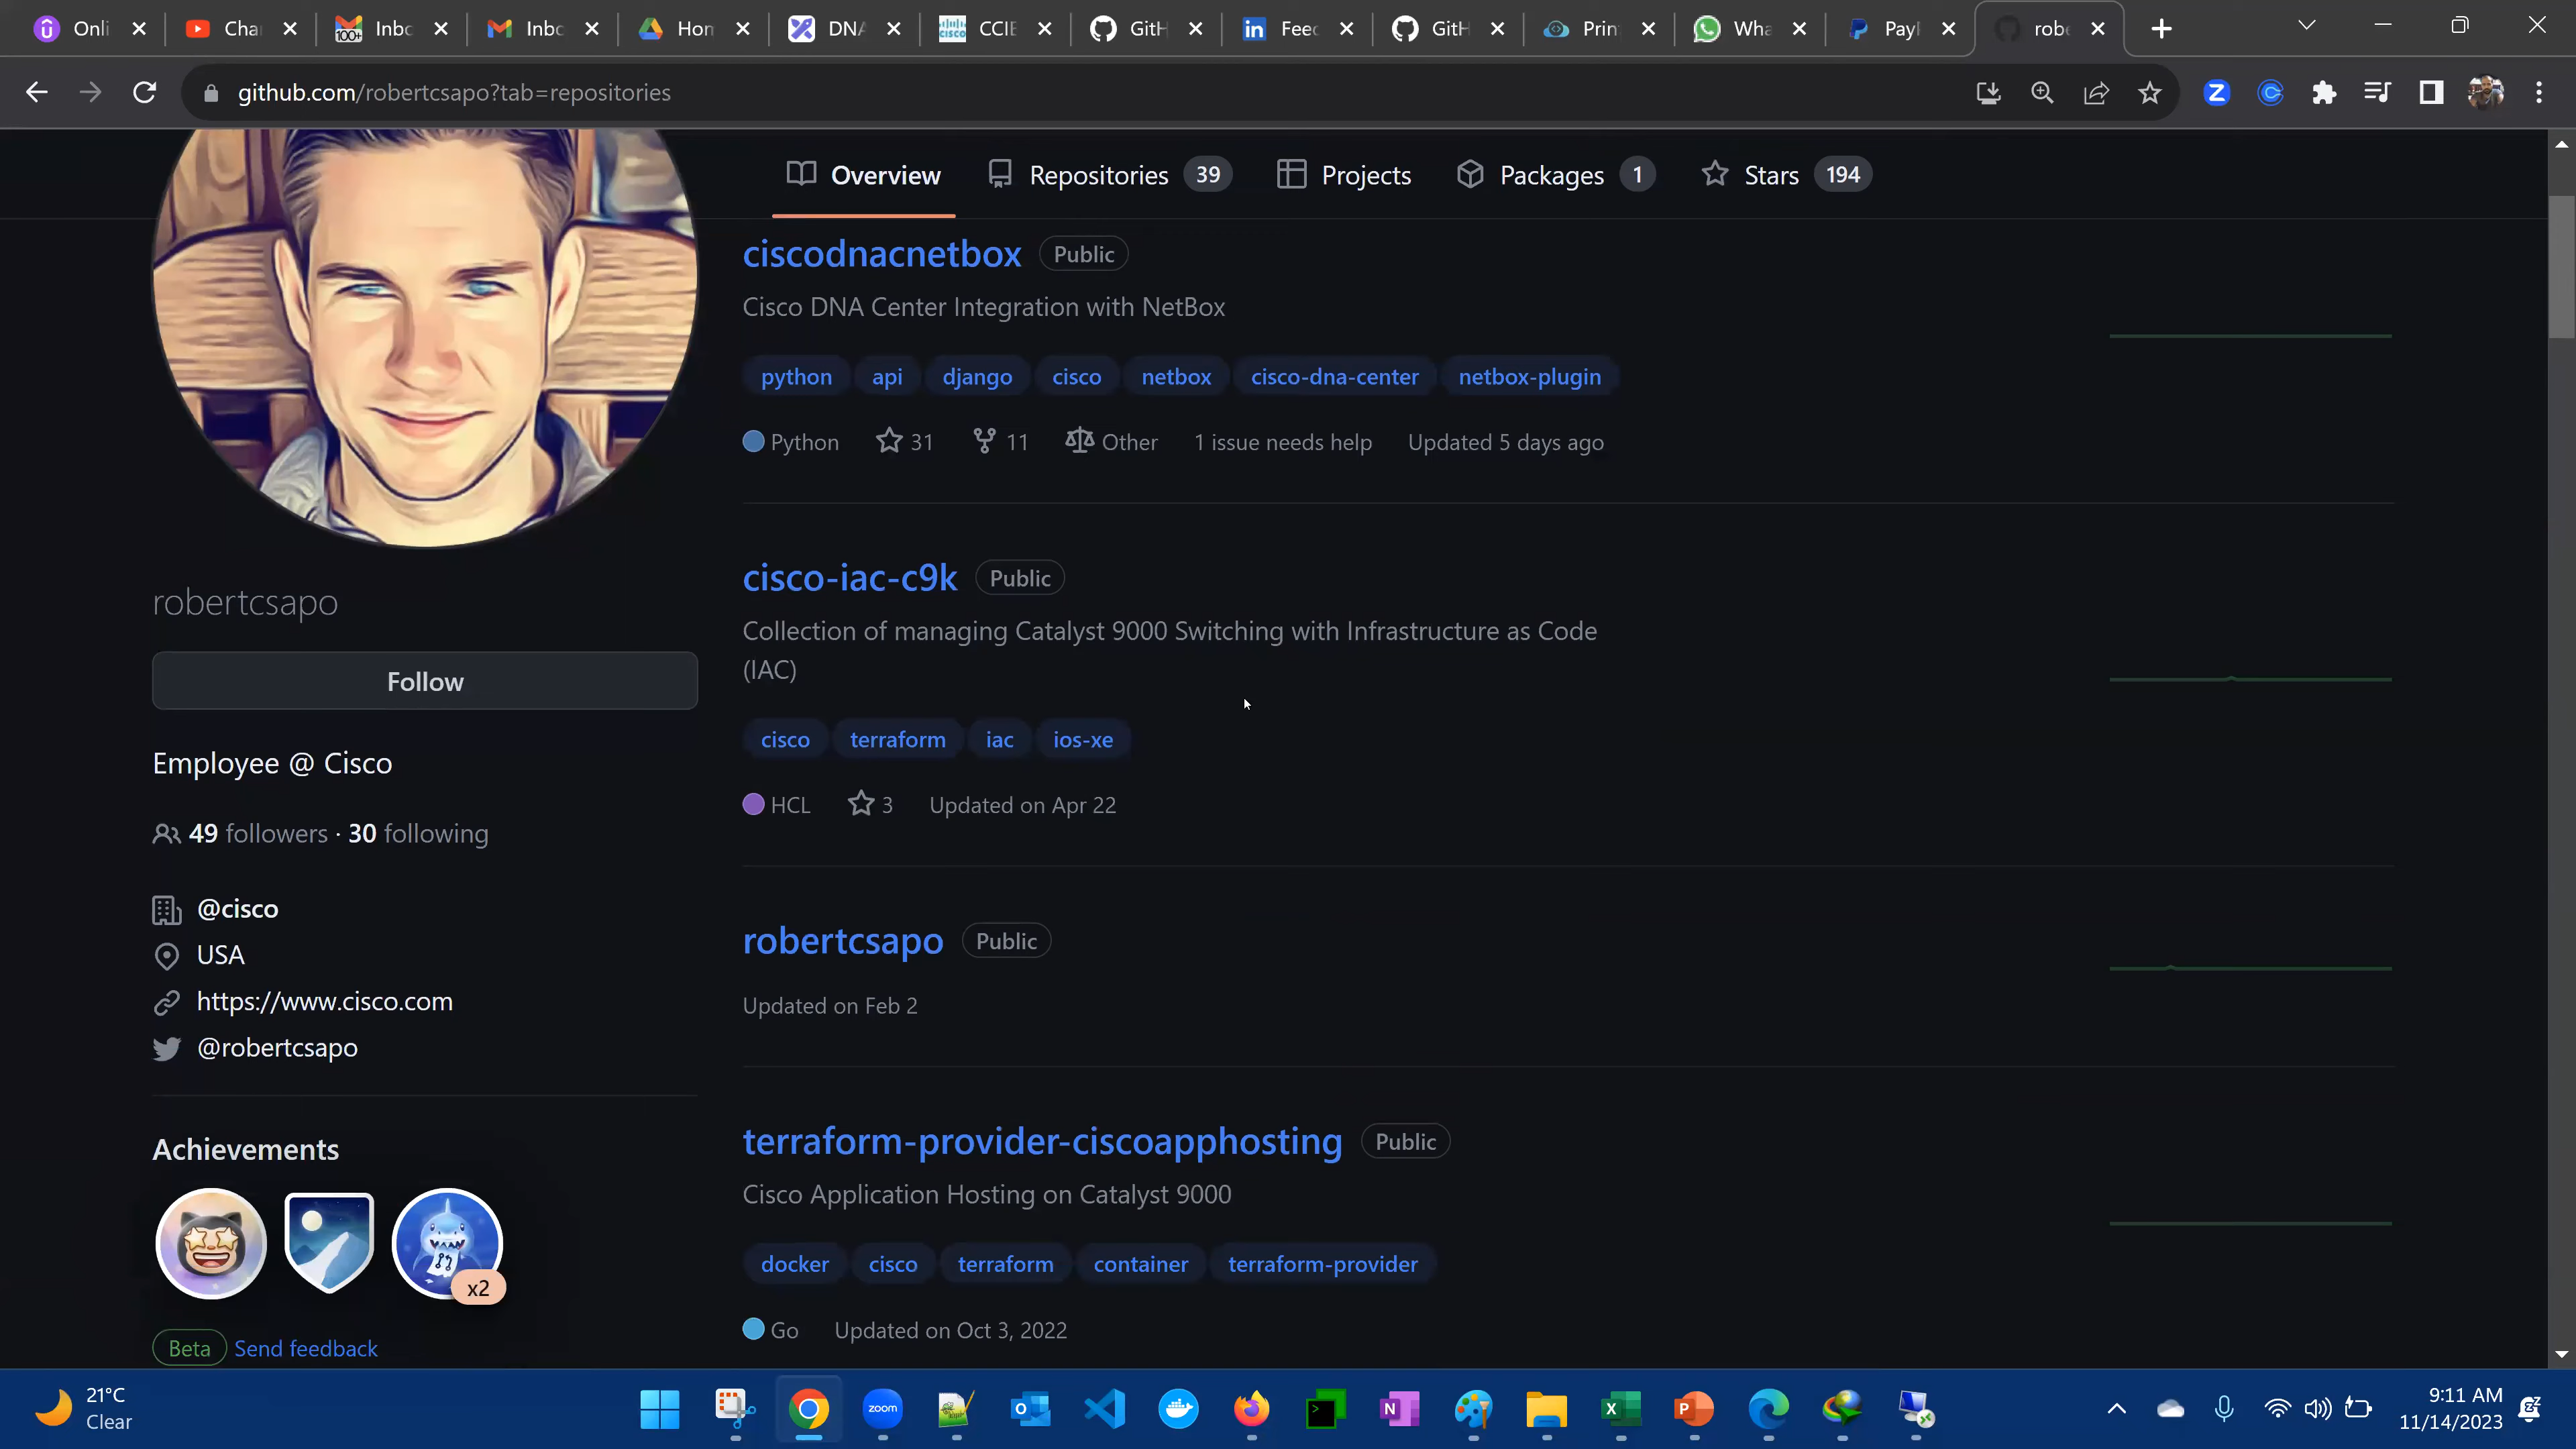 Onli
Cha
100+
Inbc
Inbc
Hon
DNA
CISCO
CCIE
GitH
in
Feec
GitH
Prin
Wha
Payl
robe
github.com/robertcsapo?tab=repositories
Overview
Repositories 39
Projects
Packages 1
Stars 194
ciscodnacnetbox Public
Cisco DNA Center Integration with NetBox
python api django cisco netbox cisco-dna-center netbox-plugin
Python 31 11 Other 1 issue needs help Updated 5 days ago
cisco-iac-c9k Public
Collection of managing Catalyst 9000 Switching with Infrastructure as Code
(IAC)
cisco terraform iac ios-xe
HCL 3 Updated on Apr 22
robertcsapo Public
Updated on Feb 2
terraform-provider-ciscoapphosting Public
Cisco Application Hosting on Catalyst 9000
docker cisco terraform container terraform-provider
Go Updated on Oct 3, 2022
robertcsapo
Follow
Employee @ Cisco
49 followers · 30 following
@cisco
USA
https://www.cisco.com
@robertcsapo
Achievements
x2
Beta Send feedback
21°C
Clear
zoom
9:11 AM
11/14/2023